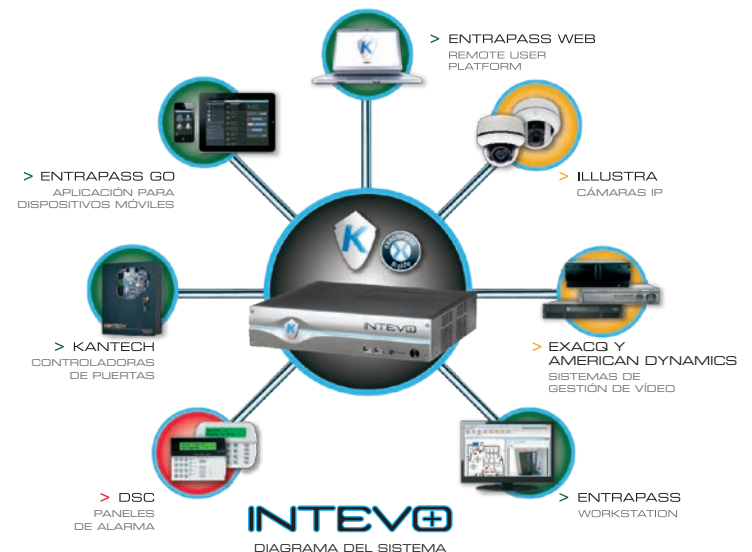 > ENTRAPASS WEB
REMOTE USER
PLATFORM
> ENTRAPASS GO
APLICACIÓN PARA
DISPOSITIVOS MÓVILES
> ILLUSTRA
CÁMARAS IP
K
K
INTEVO
> KANTECH
CONTROLADORAS
DE PUERTAS
> EXACQ Y
AMERICAN DYNAMICS
SISTEMAS DE
GESTIÓN DE VÍDEO
> DSC
PANELES
DE ALARMA
> ENTRAPASS
WORKSTATION
INTEVO
DIAGRAMA DEL SISTEMA